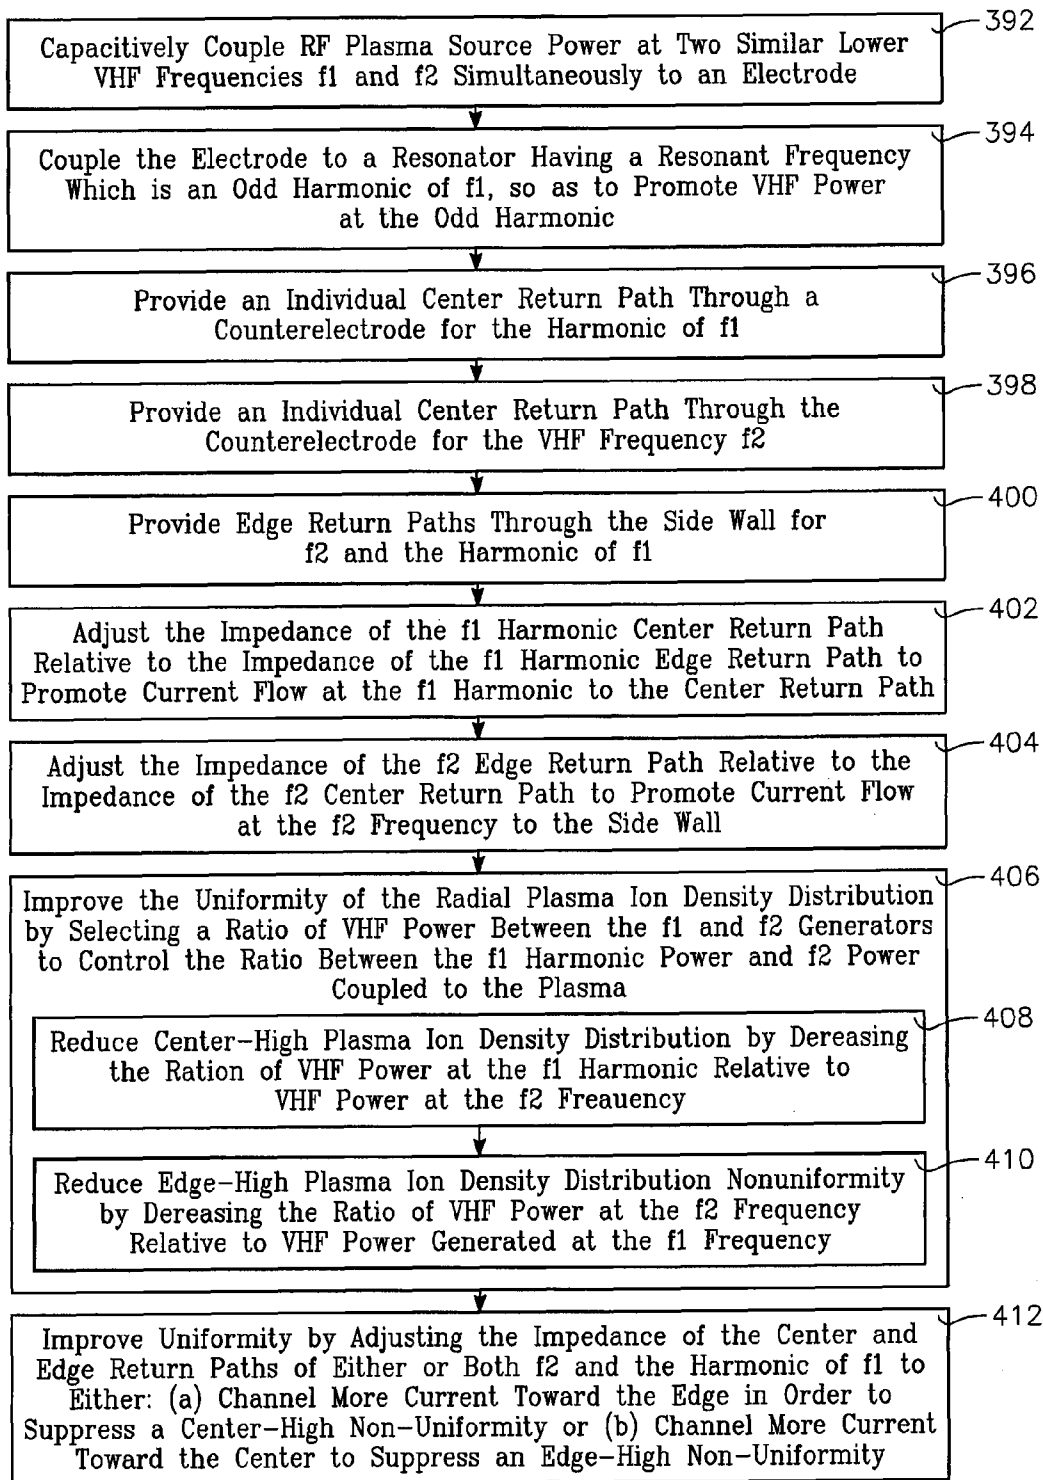 392
Capacitively Couple RF Plasma Source Power at Two Similar Lower
VHF Frequencies f1 and f2 Simultaneously to an Electrode
394
Couple the Electrode to a Resonator Having a Resonant Frequency
Which is an Odd Harmonic of f1, so as to Promote VHF Power
at the Odd Harmonic
396
Provide an Individual Center Return Path Through a
Counterelectrode for the Harmonic of f1
398
Provide an Individual Center Return Path Through the
Counterelectrode for the VHF Frequency f2
400
Provide Edge Return Paths Through the Side Wall for
f2 and the Harmonic of f1
402
Adjust the Impedance of the f1 Harmonic Center Return Path
Relative to the Impedance of the f1 Harmonic Edge Return Path to
Promote Current Flow at the f1 Harmonic to the Center Return Path
404
Adjust the Impedance of the f2 Edge Return Path Relative to the
Impedance of the f2 Center Return Path to Promote Current Flow
at the f2 Frequency to the Side Wall
406
Improve the Uniformity of the Radial Plasma Ion Density Distribution
by Selecting a Ratio of VHF Power Between the f1 and f2 Generators
to Control the Ratio Between the f1 Harmonic Power and f2 Power
Coupled to the Plasma
408
Reduce Center-High Plasma Ion Density Distribution by Dereasing
the Ration of VHF Power at the f1 Harmonic Relative to
VHF Power at the f2 Freauency
410
Reduce Edge-High Plasma Ion Density Distribution Nonuniformity
by Dereasing the Ratio of VHF Power at the f2 Frequency
Relative to VHF Power Generated at the f1 Frequency
412
Improve Uniformity by Adjusting the Impedance of the Center and
Edge Return Paths of Either or Both f2 and the Harmonic of f1 to
Either: (a) Channel More Current Toward the Edge in Order to
Suppress a Center-High Non-Uniformity or (b) Channel More Current
Toward the Center to Suppress an Edge-High Non-Uniformity